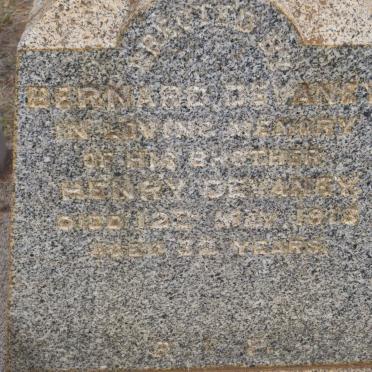 ERECTED BY
BERNARD DEVANEY
IN LOVING MEMORY
OF HIS BROTHER
HENRY DEVANEY
DIED 12TH MAY, 1918
AGED 32 YEARS